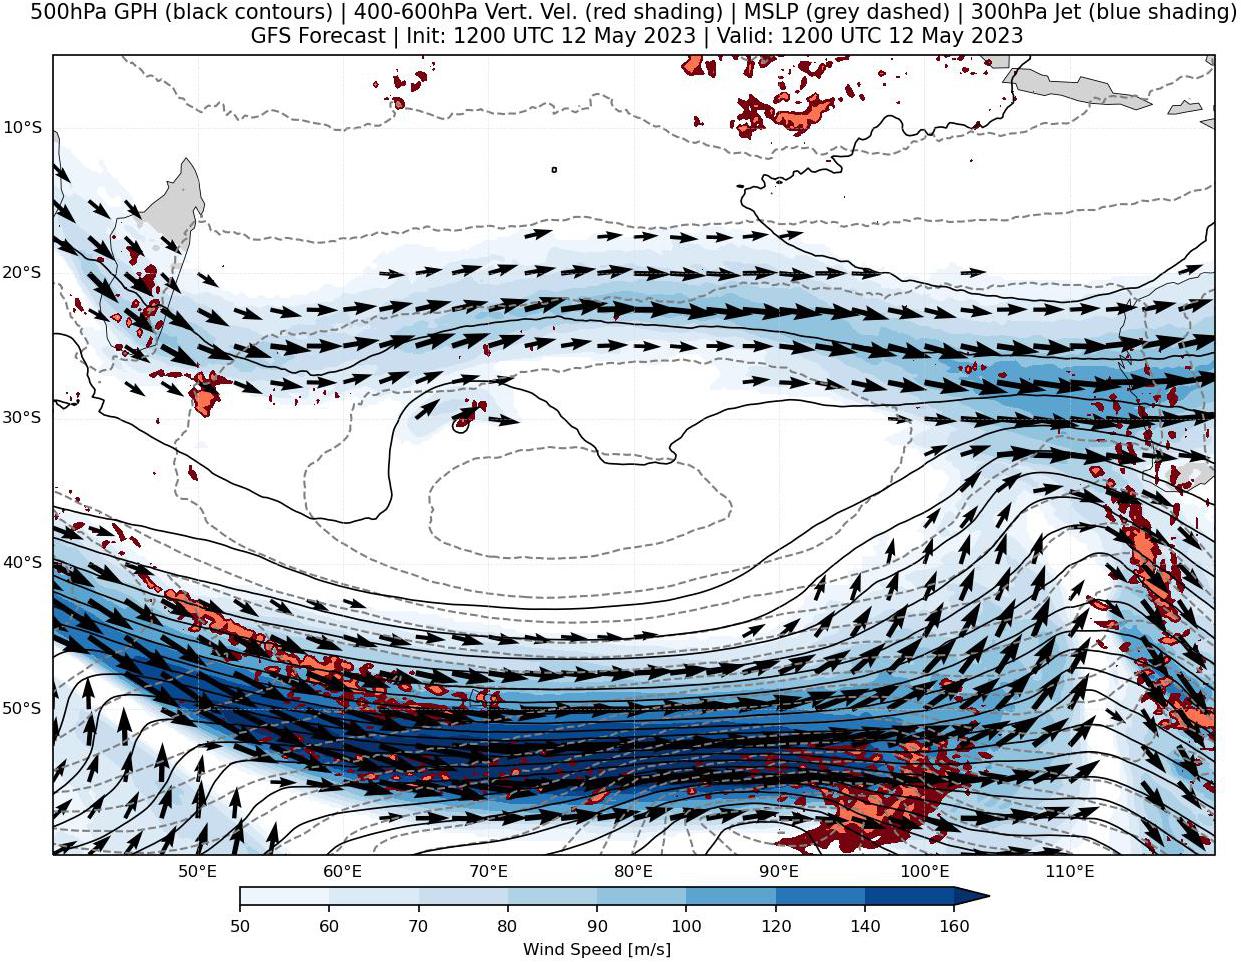 500hPa GPH (black contours) | 400-600hPa Vert. Vel. (red shading) | MSLP (grey dashed) | 300hPa Jet (blue shading)
GFS Forecast | Init: 1200 UTC 12 May 2023 | Valid: 1200 UTC 12 May 2023
10°S
20°S
30°S
40°S
50°S
50°E 60°E 70°E 80°E 90°E 100°E 110°E
50 60 70 80 90 100 120 140 160
Wind Speed [m/s]